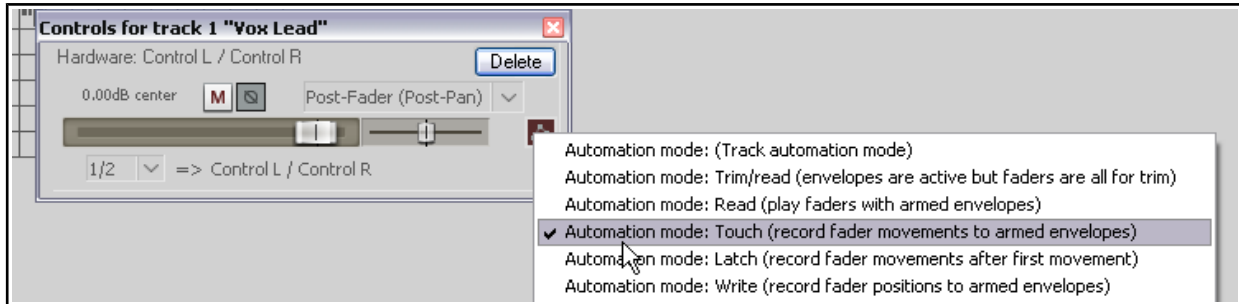 Controls for track 1 "Vox Lead"
Hardware: Control L / Control R
Delete
0.00dB center M Post-Fader (Post-Pan)
1/2 => Control L / Control R
Automation mode: (Track automation mode)
Automation mode: Trim/read (envelopes are active but faders are all for trim)
Automation mode: Read (play faders with armed envelopes)
Automation mode: Touch (record fader movements to armed envelopes)
Automation mode: Latch (record fader movements after first movement)
Automation mode: Write (record fader positions to armed envelopes)